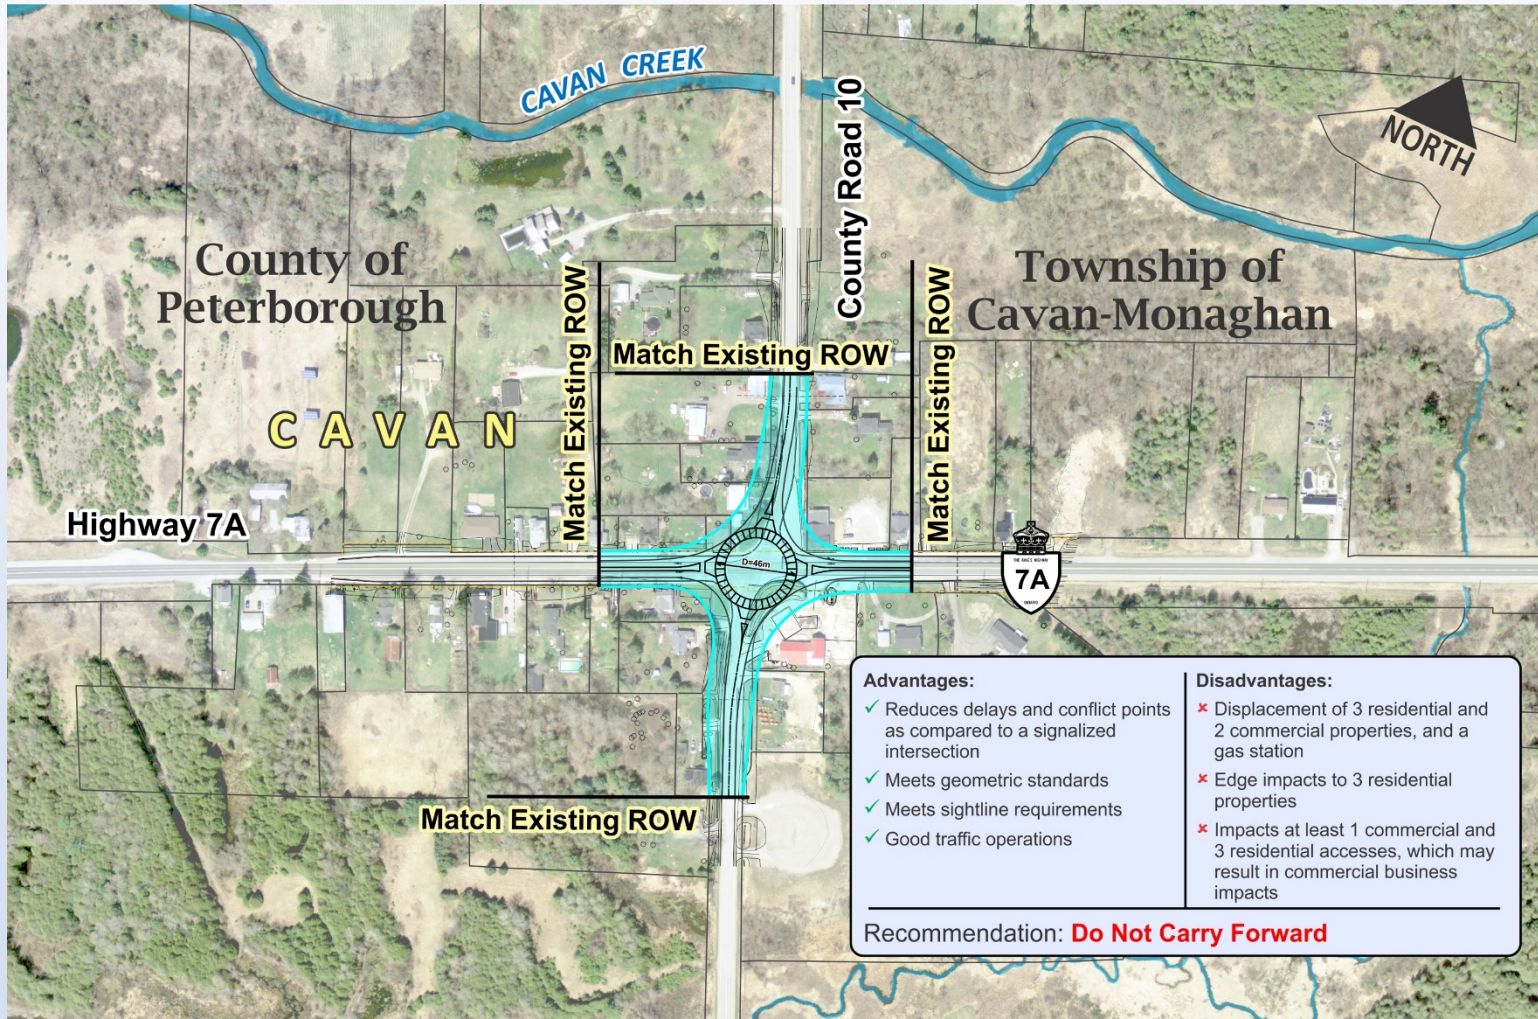 CAVAN CREEK
County Road 10
NORTH
County of
Peterborough
Township of
Cavan-Monaghan
Match Existing ROW
Match Existing ROW
Match Existing ROW
CAVAN
Highway 7A
D=46m
THE KING'S HIGHWAY
7A
ONTARIO
Match Existing ROW
Advantages:
✓ Reduces delays and conflict points
as compared to a signalized
intersection
✓ Meets geometric standards
✓ Meets sightline requirements
✓ Good traffic operations
Disadvantages:
✗ Displacement of 3 residential and
2 commercial properties, and a
gas station
✗ Edge impacts to 3 residential
properties
✗ Impacts at least 1 commercial and
3 residential accesses, which may
result in commercial business
impacts
Recommendation: Do Not Carry Forward